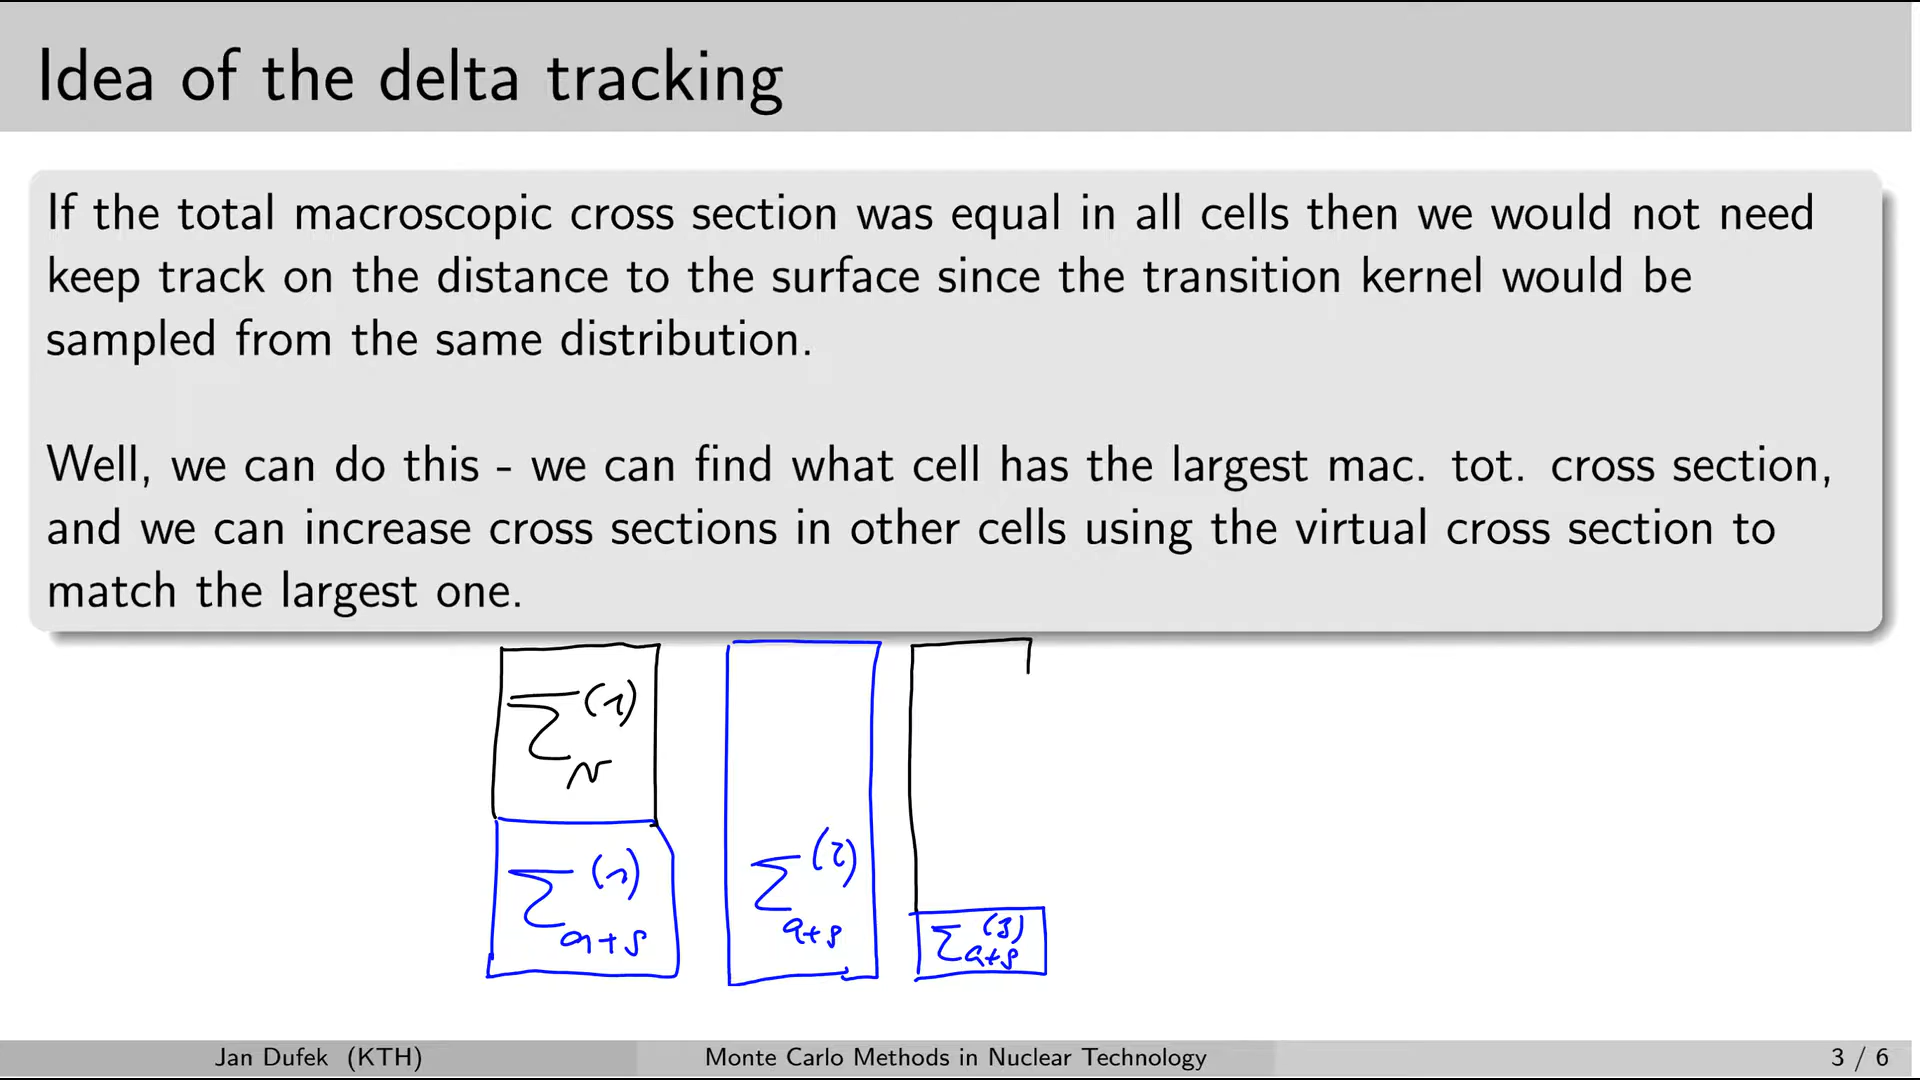 Idea of the delta tracking
If the total macroscopic cross section was equal in all cells then we would not need
keep track on the distance to the surface since the transition kernel would be
sampled from the same distribution.
Well, we can do this - we can find what cell has the largest mac. tot. cross section,
and we can increase cross sections in other cells using the virtual cross section to
match the largest one.
Σ_v^(1)
Σ_a+s^(1)
Σ_a+s^(2)
Σ_a+s^(3)
Jan Dufek (KTH)
Monte Carlo Methods in Nuclear Technology
3 / 6